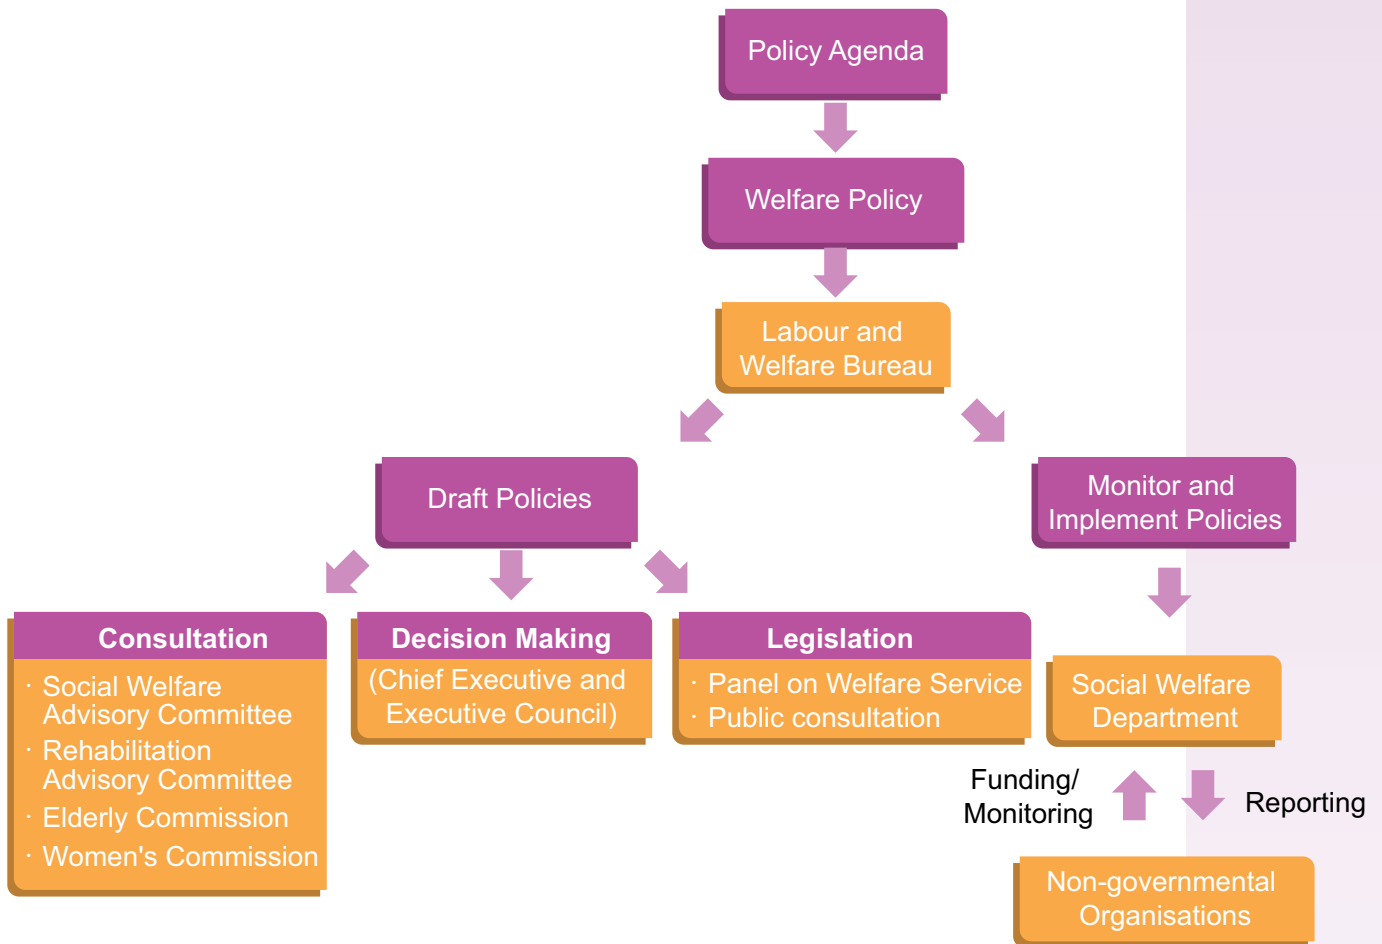 Policy Agenda
Welfare Policy
Labour and
Welfare Bureau
Draft Policies
Monitor and
Implement Policies
Consultation
· Social Welfare
Advisory Committee
· Rehabilitation
Advisory Committee
· Elderly Commission
· Women's Commission
Decision Making
(Chief Executive and
Executive Council)
Legislation
· Panel on Welfare Service
· Public consultation
Social Welfare
Department
Funding/
Monitoring
Reporting
Non-governmental
Organisations